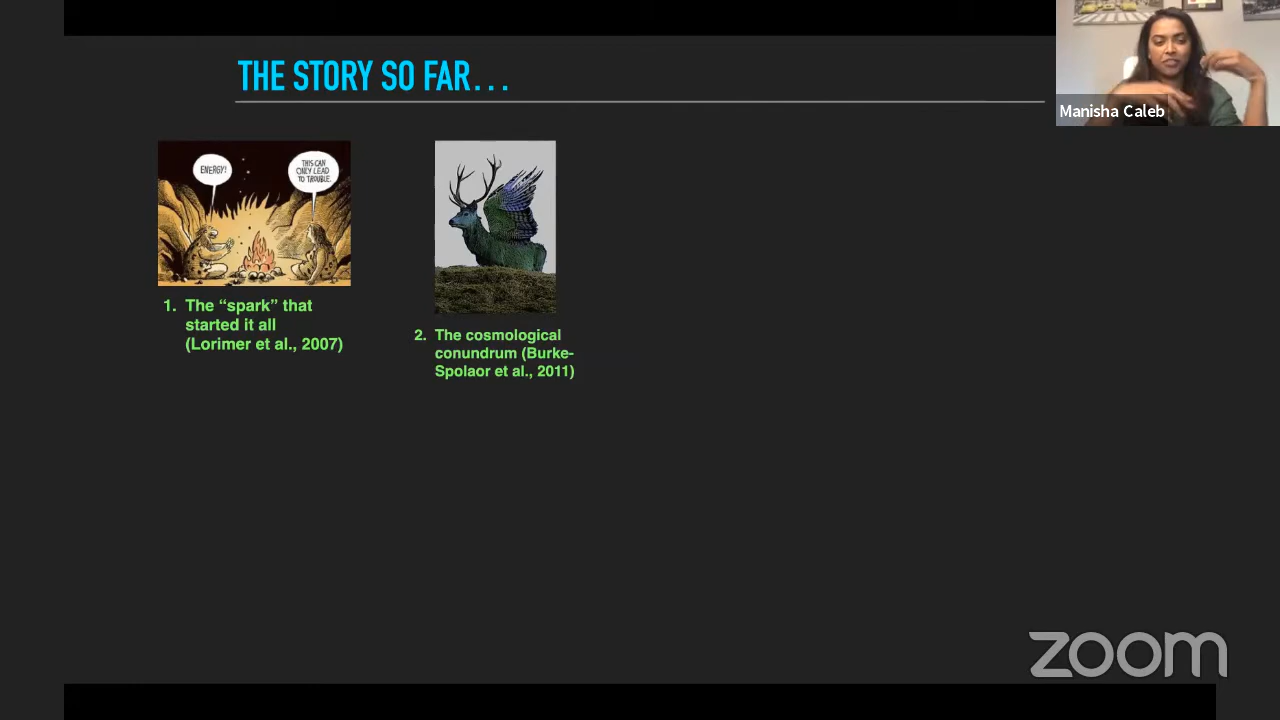 THE STORY SO FAR...
Manisha Caleb
ENERGY!
THIS CAN
ONLY LEAD
TO TROUBLE.
1. The “spark” that
started it all
(Lorimer et al., 2007)
2. The cosmological
conundrum (Burke-
Spolaor et al., 2011)
zoom